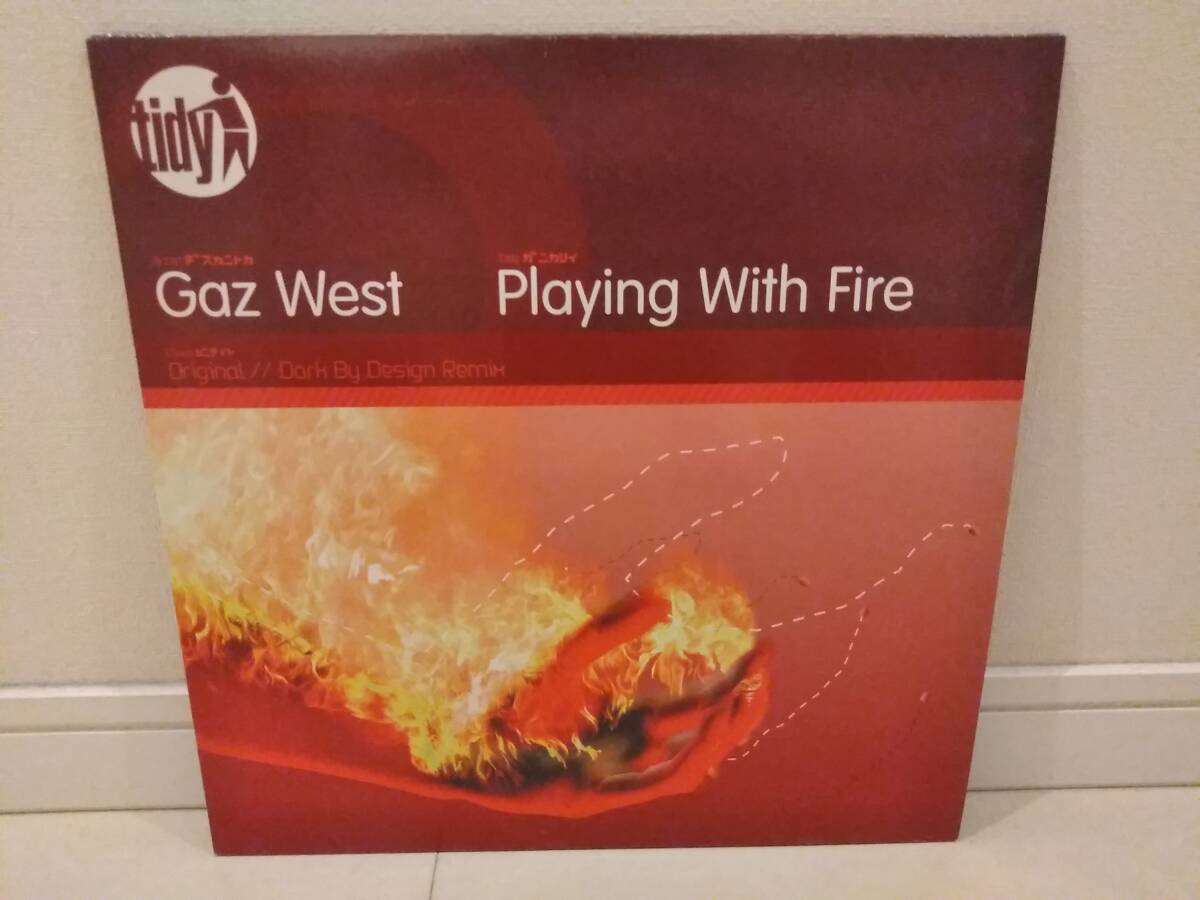 tidy
Gaz West
Playing With Fire
Original // Dark By Design Remix